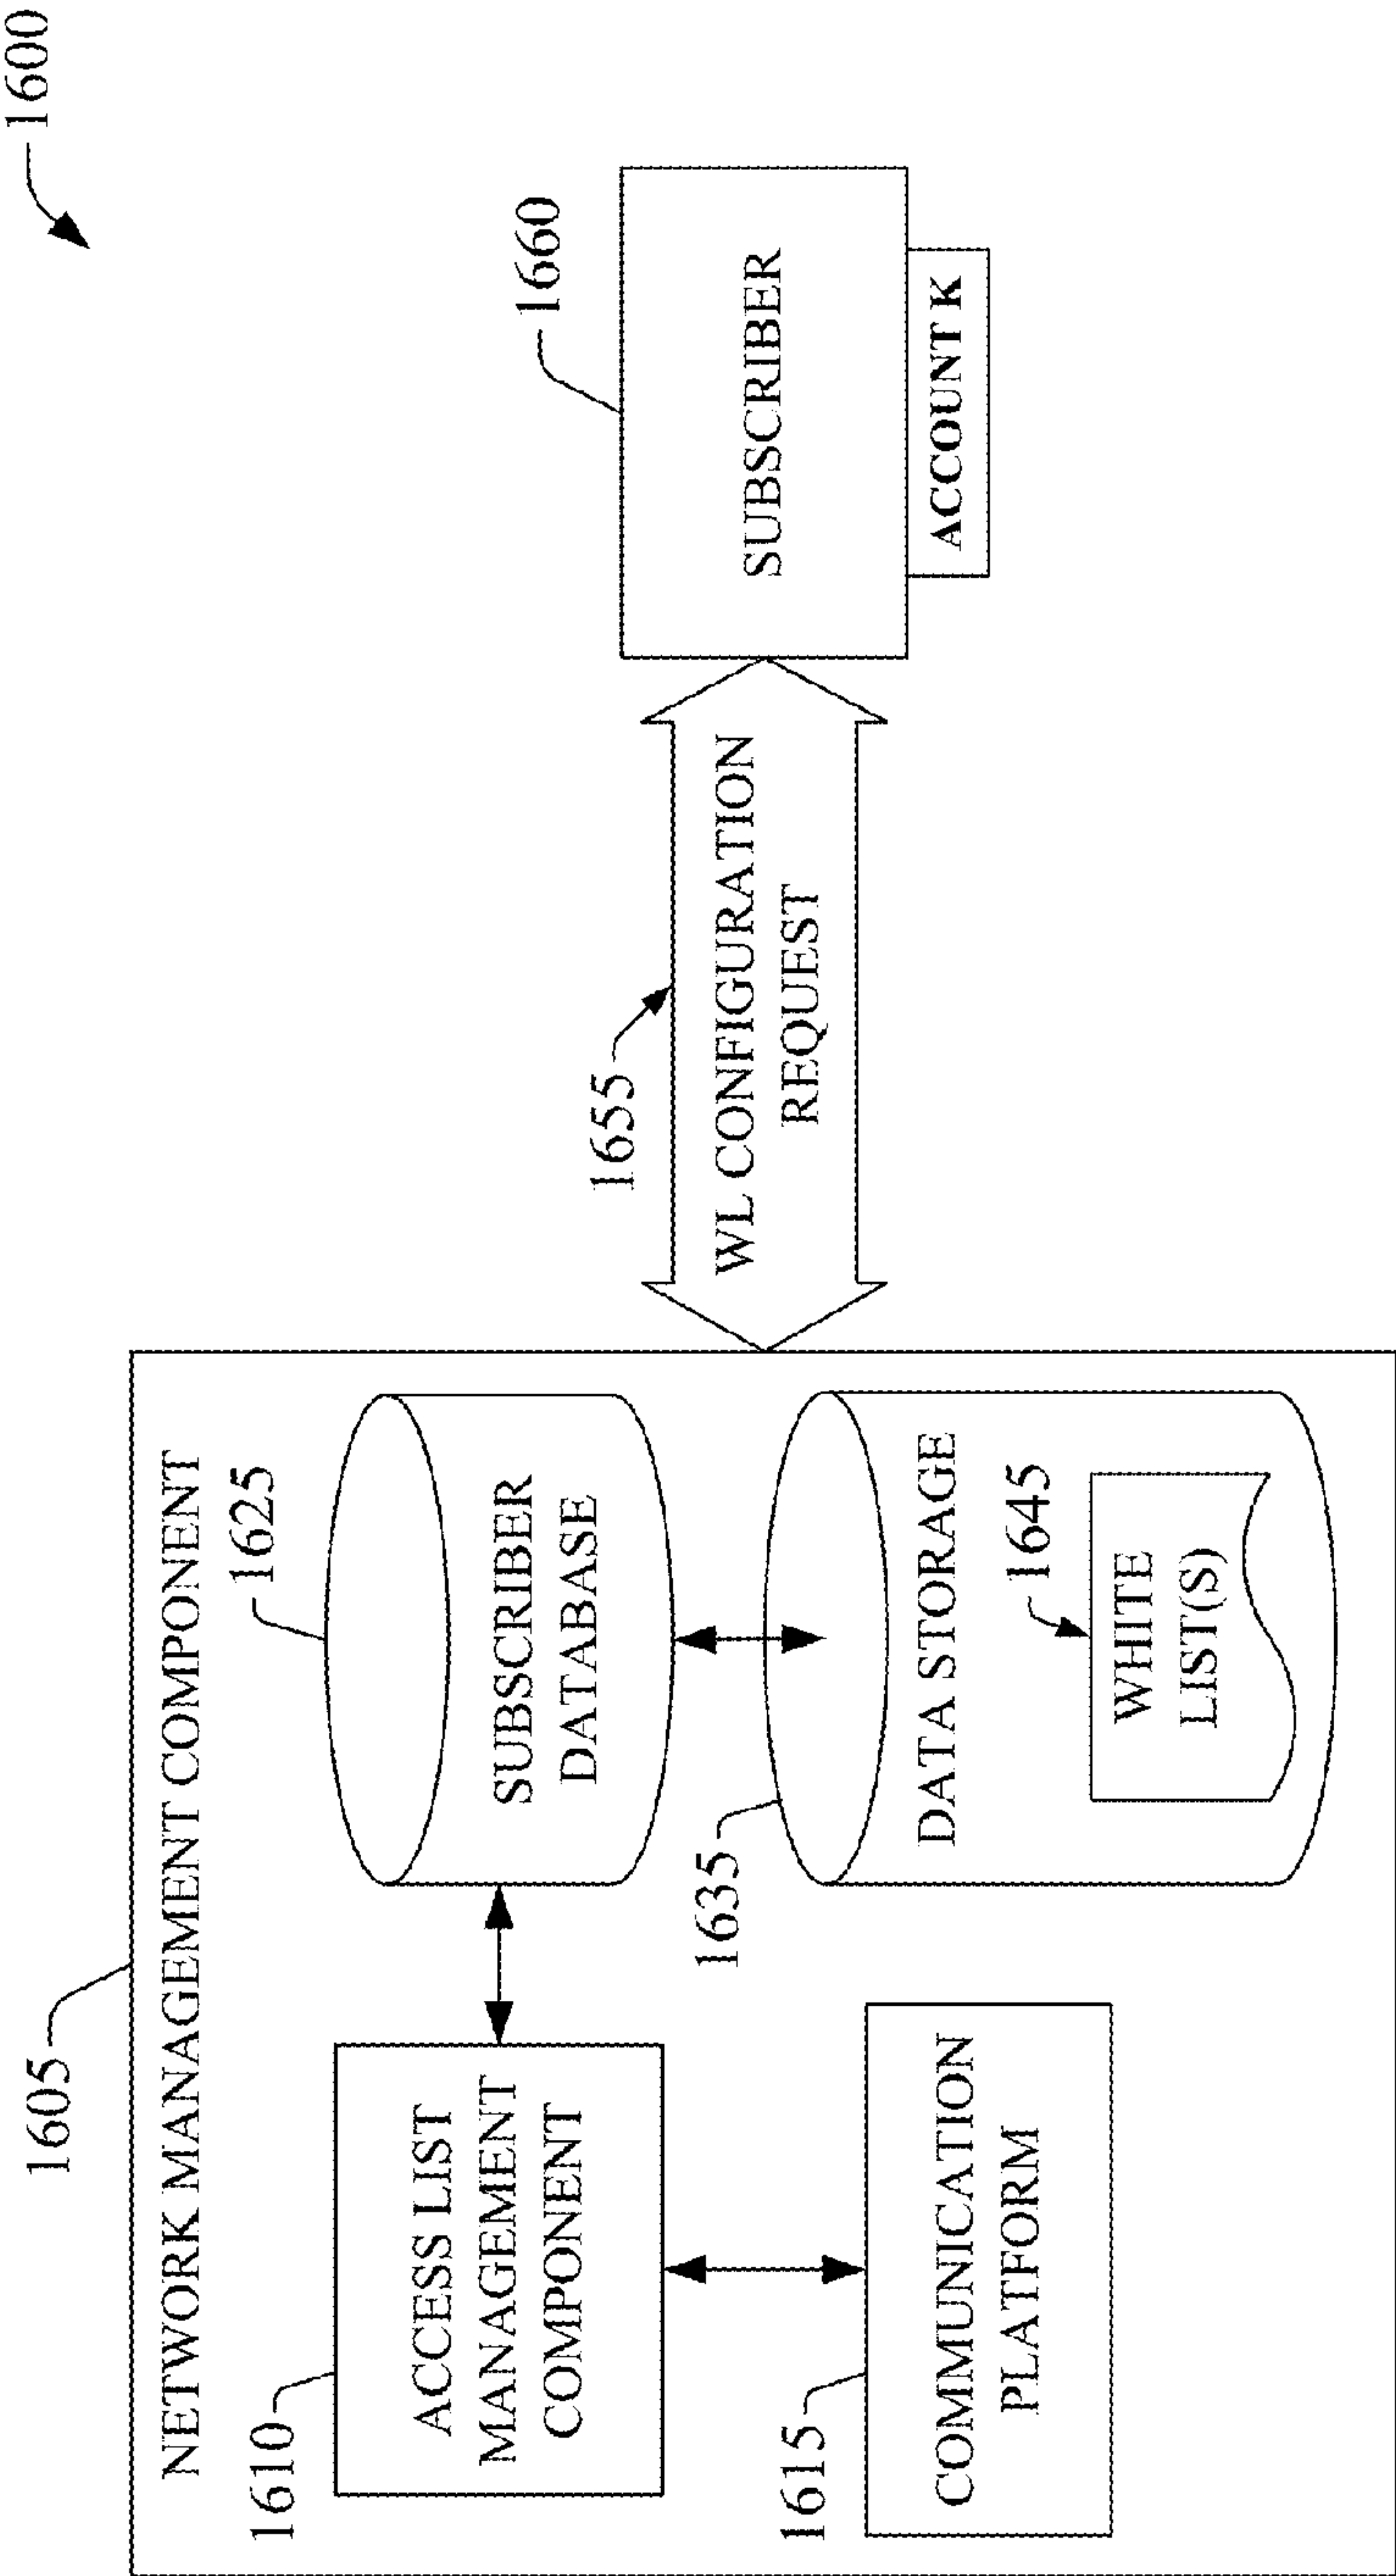 1600
1605
NETWORK MANAGEMENT COMPONENT
1610
ACCESS LIST
MANAGEMENT
COMPONENT
1625
SUBSCRIBER
DATABASE
1615
COMMUNICATION
PLATFORM
1635
DATA STORAGE
1645
WHITE
LIST(S)
1655
WL CONFIGURATION
REQUEST
1660
SUBSCRIBER
ACCOUNT K